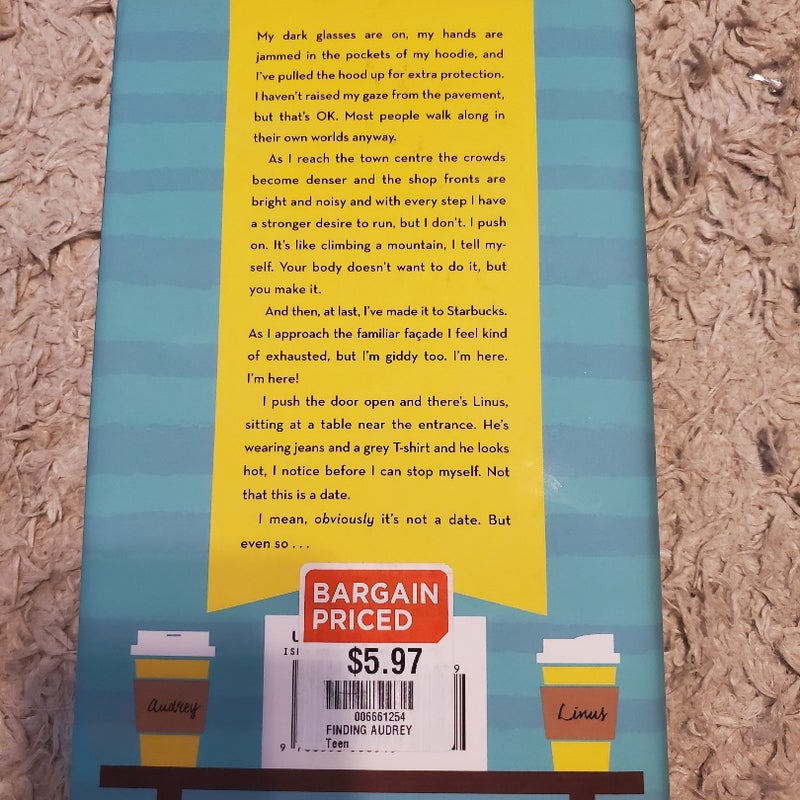 My dark glasses are on, my hands are
jammed in the pockets of my hoodie, and
I've pulled the hood up for extra protection.
I haven't raised my gaze from the pavement,
but that's OK. Most people walk along in
their own worlds anyway.
As I reach the town centre the crowds
become denser and the shop fronts are
bright and noisy and with every step I have
a stronger desire to run, but I don't. I push
on. It's like climbing a mountain, I tell my-
self. Your body doesn't want to do it, but
you make it.
And then, at last, I've made it to Starbucks.
As I approach the familiar façade I feel kind
of exhausted, but I'm giddy too. I'm here.
I'm here!
I push the door open and there's Linus,
sitting at a table near the entrance. He's
wearing jeans and a grey T-shirt and he looks
hot, I notice before I can stop myself. Not
that this is a date.
I mean, obviously it's not a date. But
even so . . .
BARGAIN
PRICED
$5.97
006661254
FINDING AUDREY
Teen
9
9
Audrey
Linus